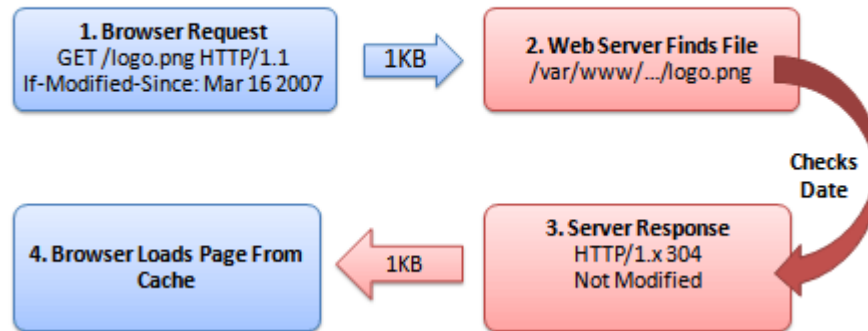 1. Browser Request
GET /logo.png HTTP/1.1
If-Modified-Since: Mar 16 2007
1KB
2. Web Server Finds File
/var/www/.../logo.png
Checks
Date
3. Server Response
HTTP/1.x 304
Not Modified
1KB
4. Browser Loads Page From
Cache